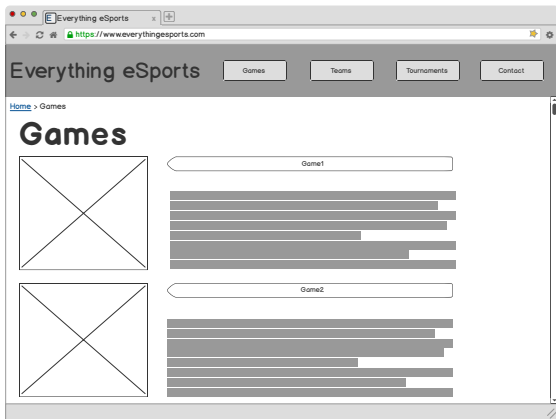 E Everything eSports x
https://www.everythingesports.com
Everything eSports Games Teams Tournaments Contact
Home > Games
Games
Game1
Game2